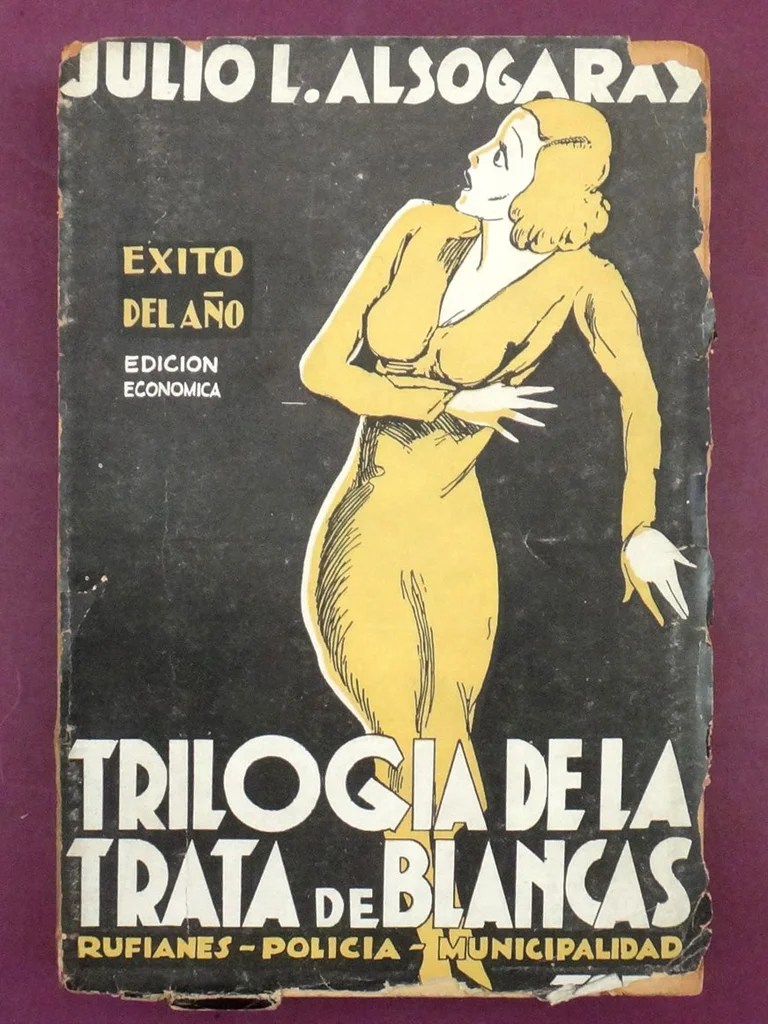 JULIO L. ALSOGARAY
EXITO
DEL AÑO
EDICION
ECONOMICA
TRILOGIA DE LA
TRATA DE BLANCAS
RUFIANES - POLICIA - MUNICIPALIDAD